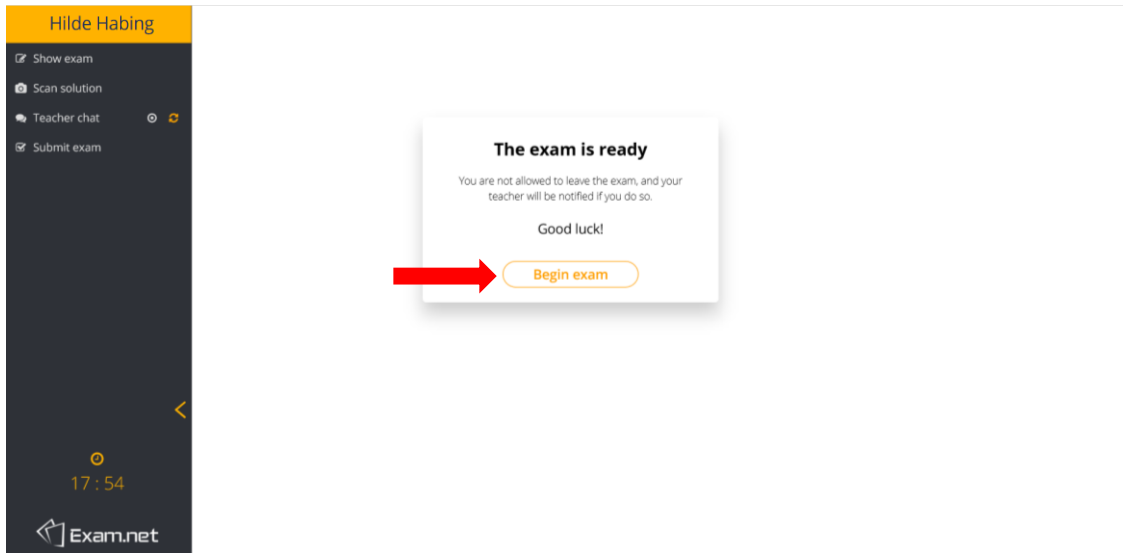 Hilde Habing
Show exam
Scan solution
Teacher chat
Submit exam
The exam is ready
You are not allowed to leave the exam, and your
teacher will be notified if you do so.
Good luck!
Begin exam
17 : 54
Exam.net